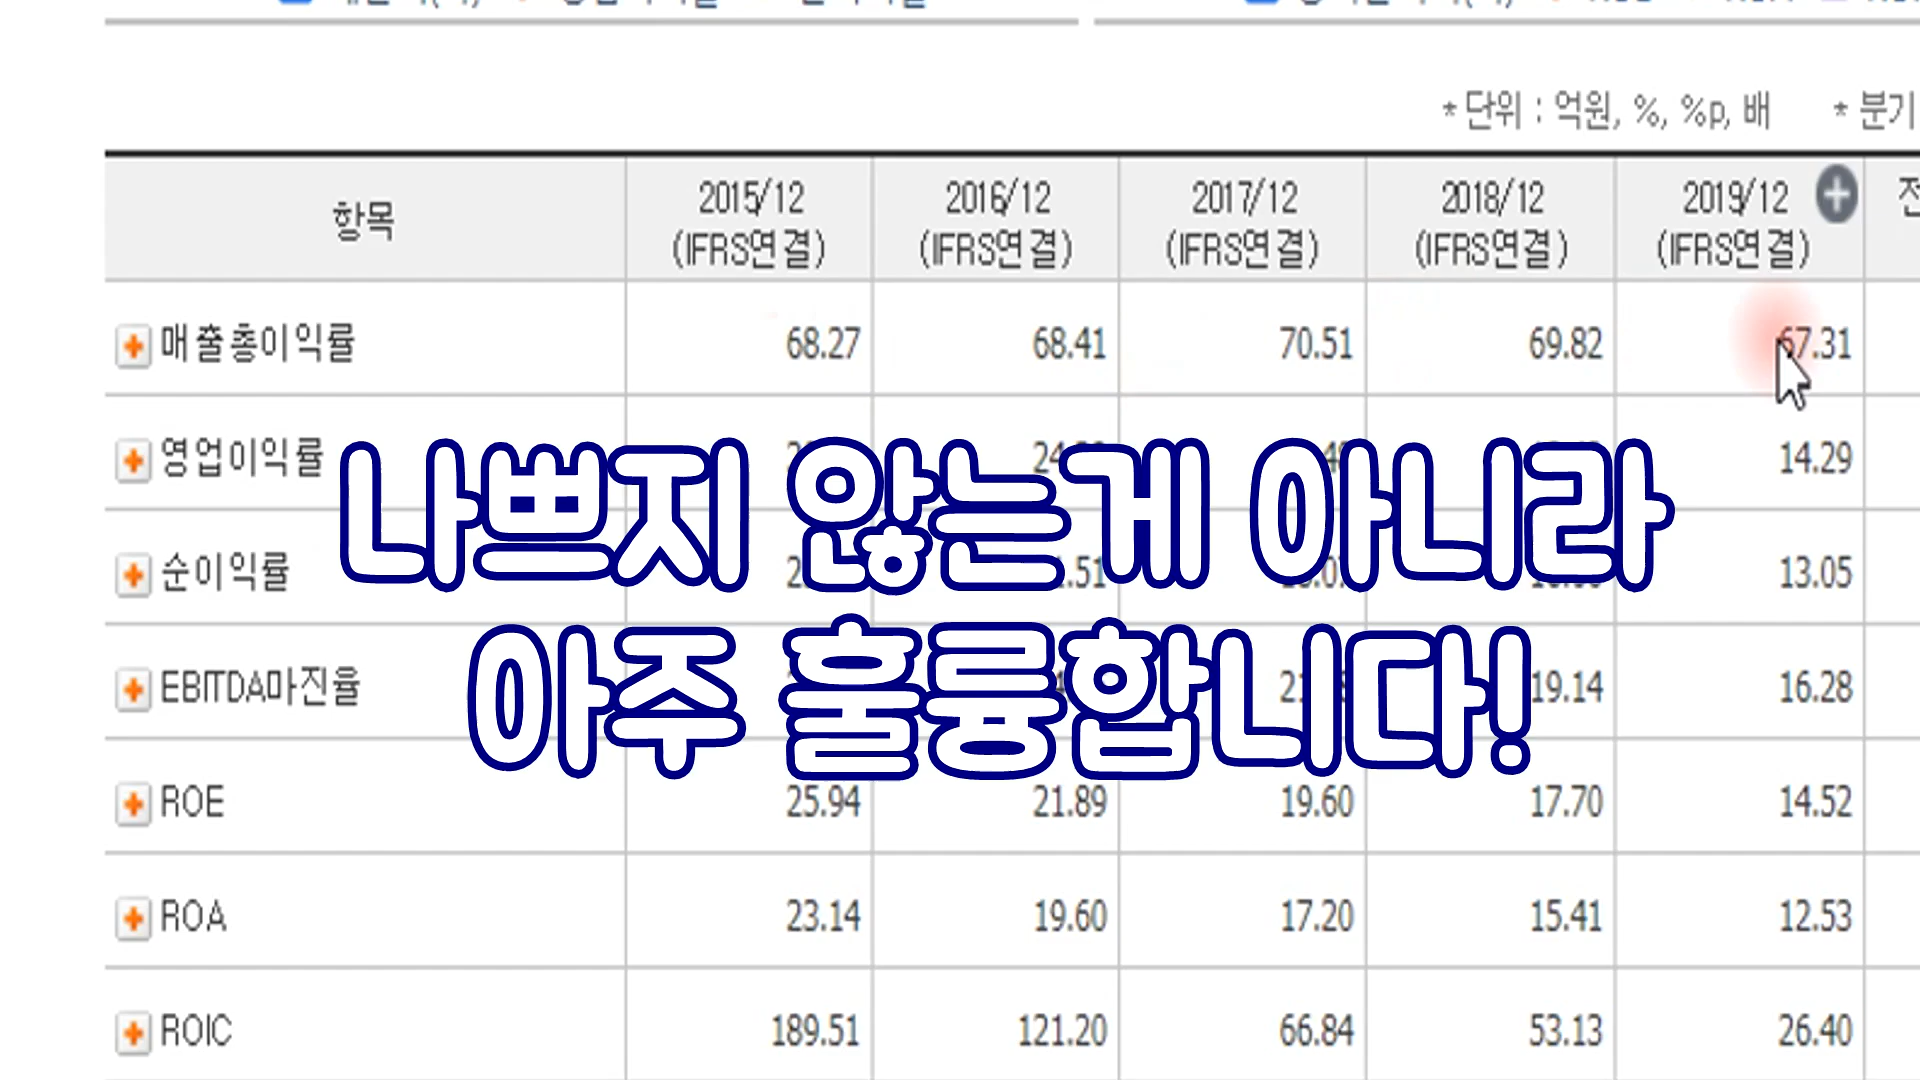 * 단위 : 억원, %, %p, 배 * 분기
항목 2015/12 (IFRS연결) 2016/12 (IFRS연결) 2017/12 (IFRS연결) 2018/12 (IFRS연결) 2019/12 (IFRS연결)
매출총이익률 68.27 68.41 70.51 69.82 67.31
영업이익률 14.29
나쁘지 않는게 아니라
순이익률 13.05
아주 훌륭합니다!
EBITDA마진율 19.14 16.28
ROE 25.94 21.89 19.60 17.70 14.52
ROA 23.14 19.60 17.20 15.41 12.53
ROIC 189.51 121.20 66.84 53.13 26.40